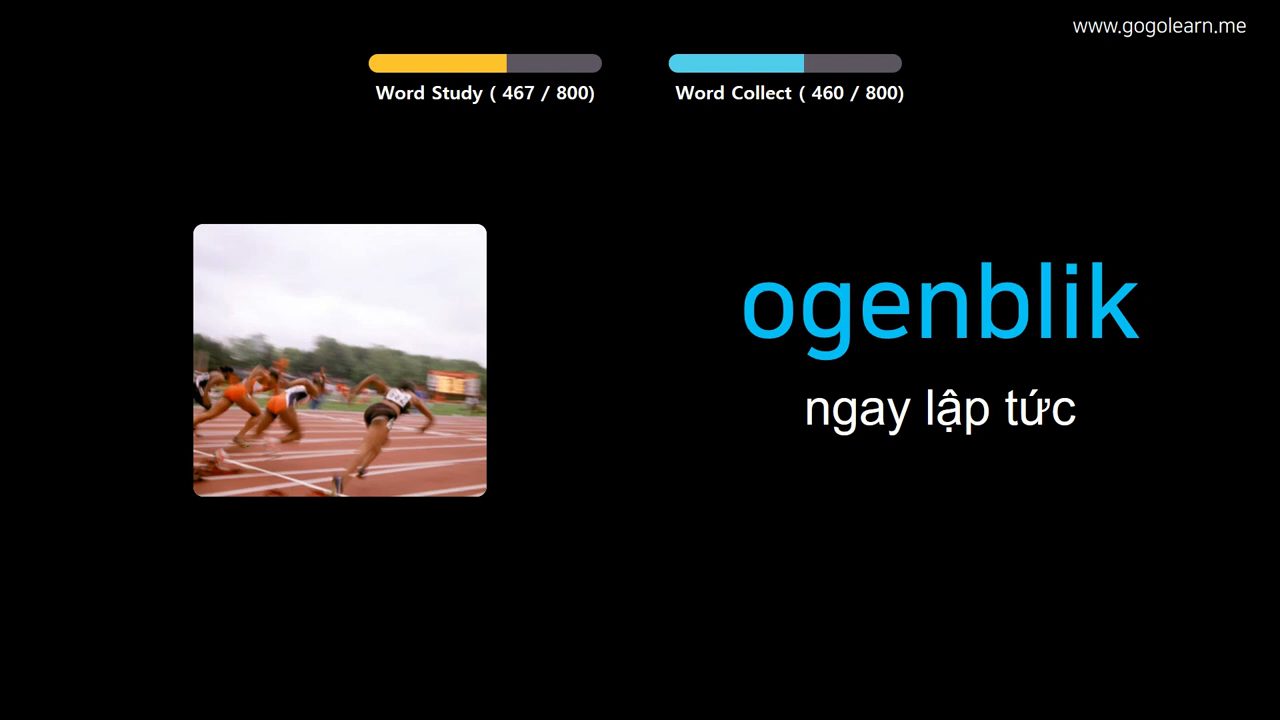 www.gogolearn.me
Word Study ( 467 / 800)
Word Collect ( 460 / 800)
ogenblik
ngay lập tức